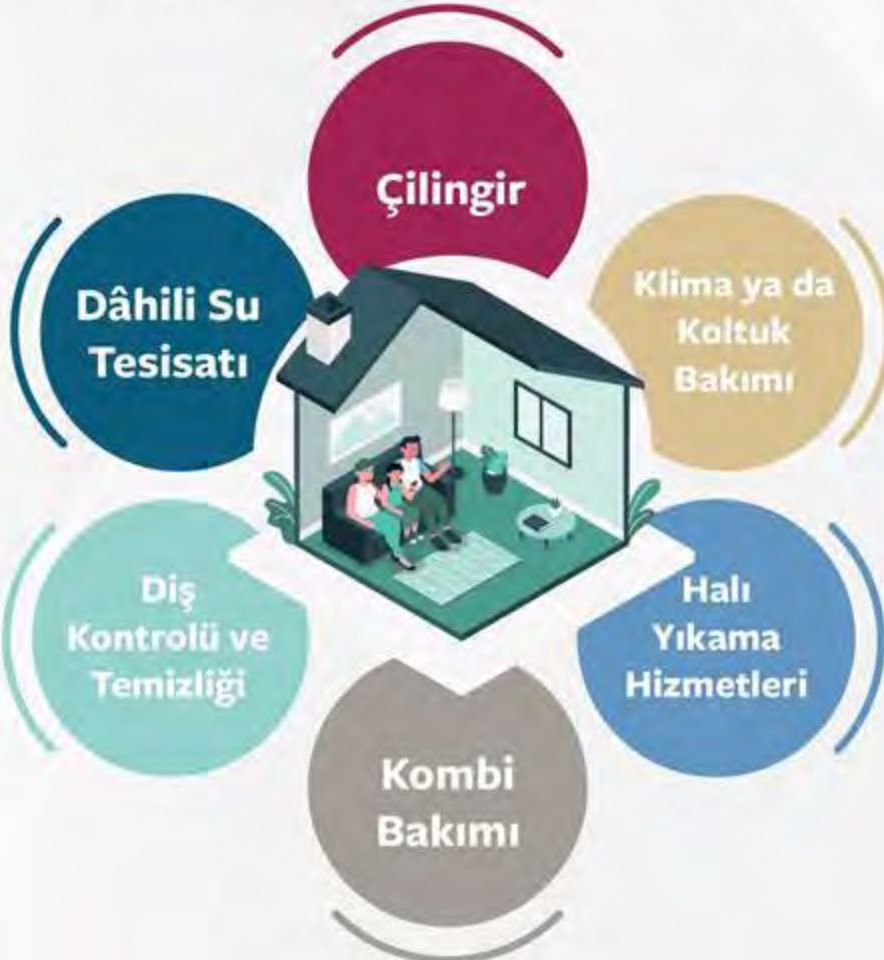 Çilingir
Klima ya da
Koltuk
Bakımı
Halı
Yıkama
Hizmetleri
Kombi
Bakımı
Diş
Kontrolü ve
Temizliği
Dâhili Su
Tesisatı